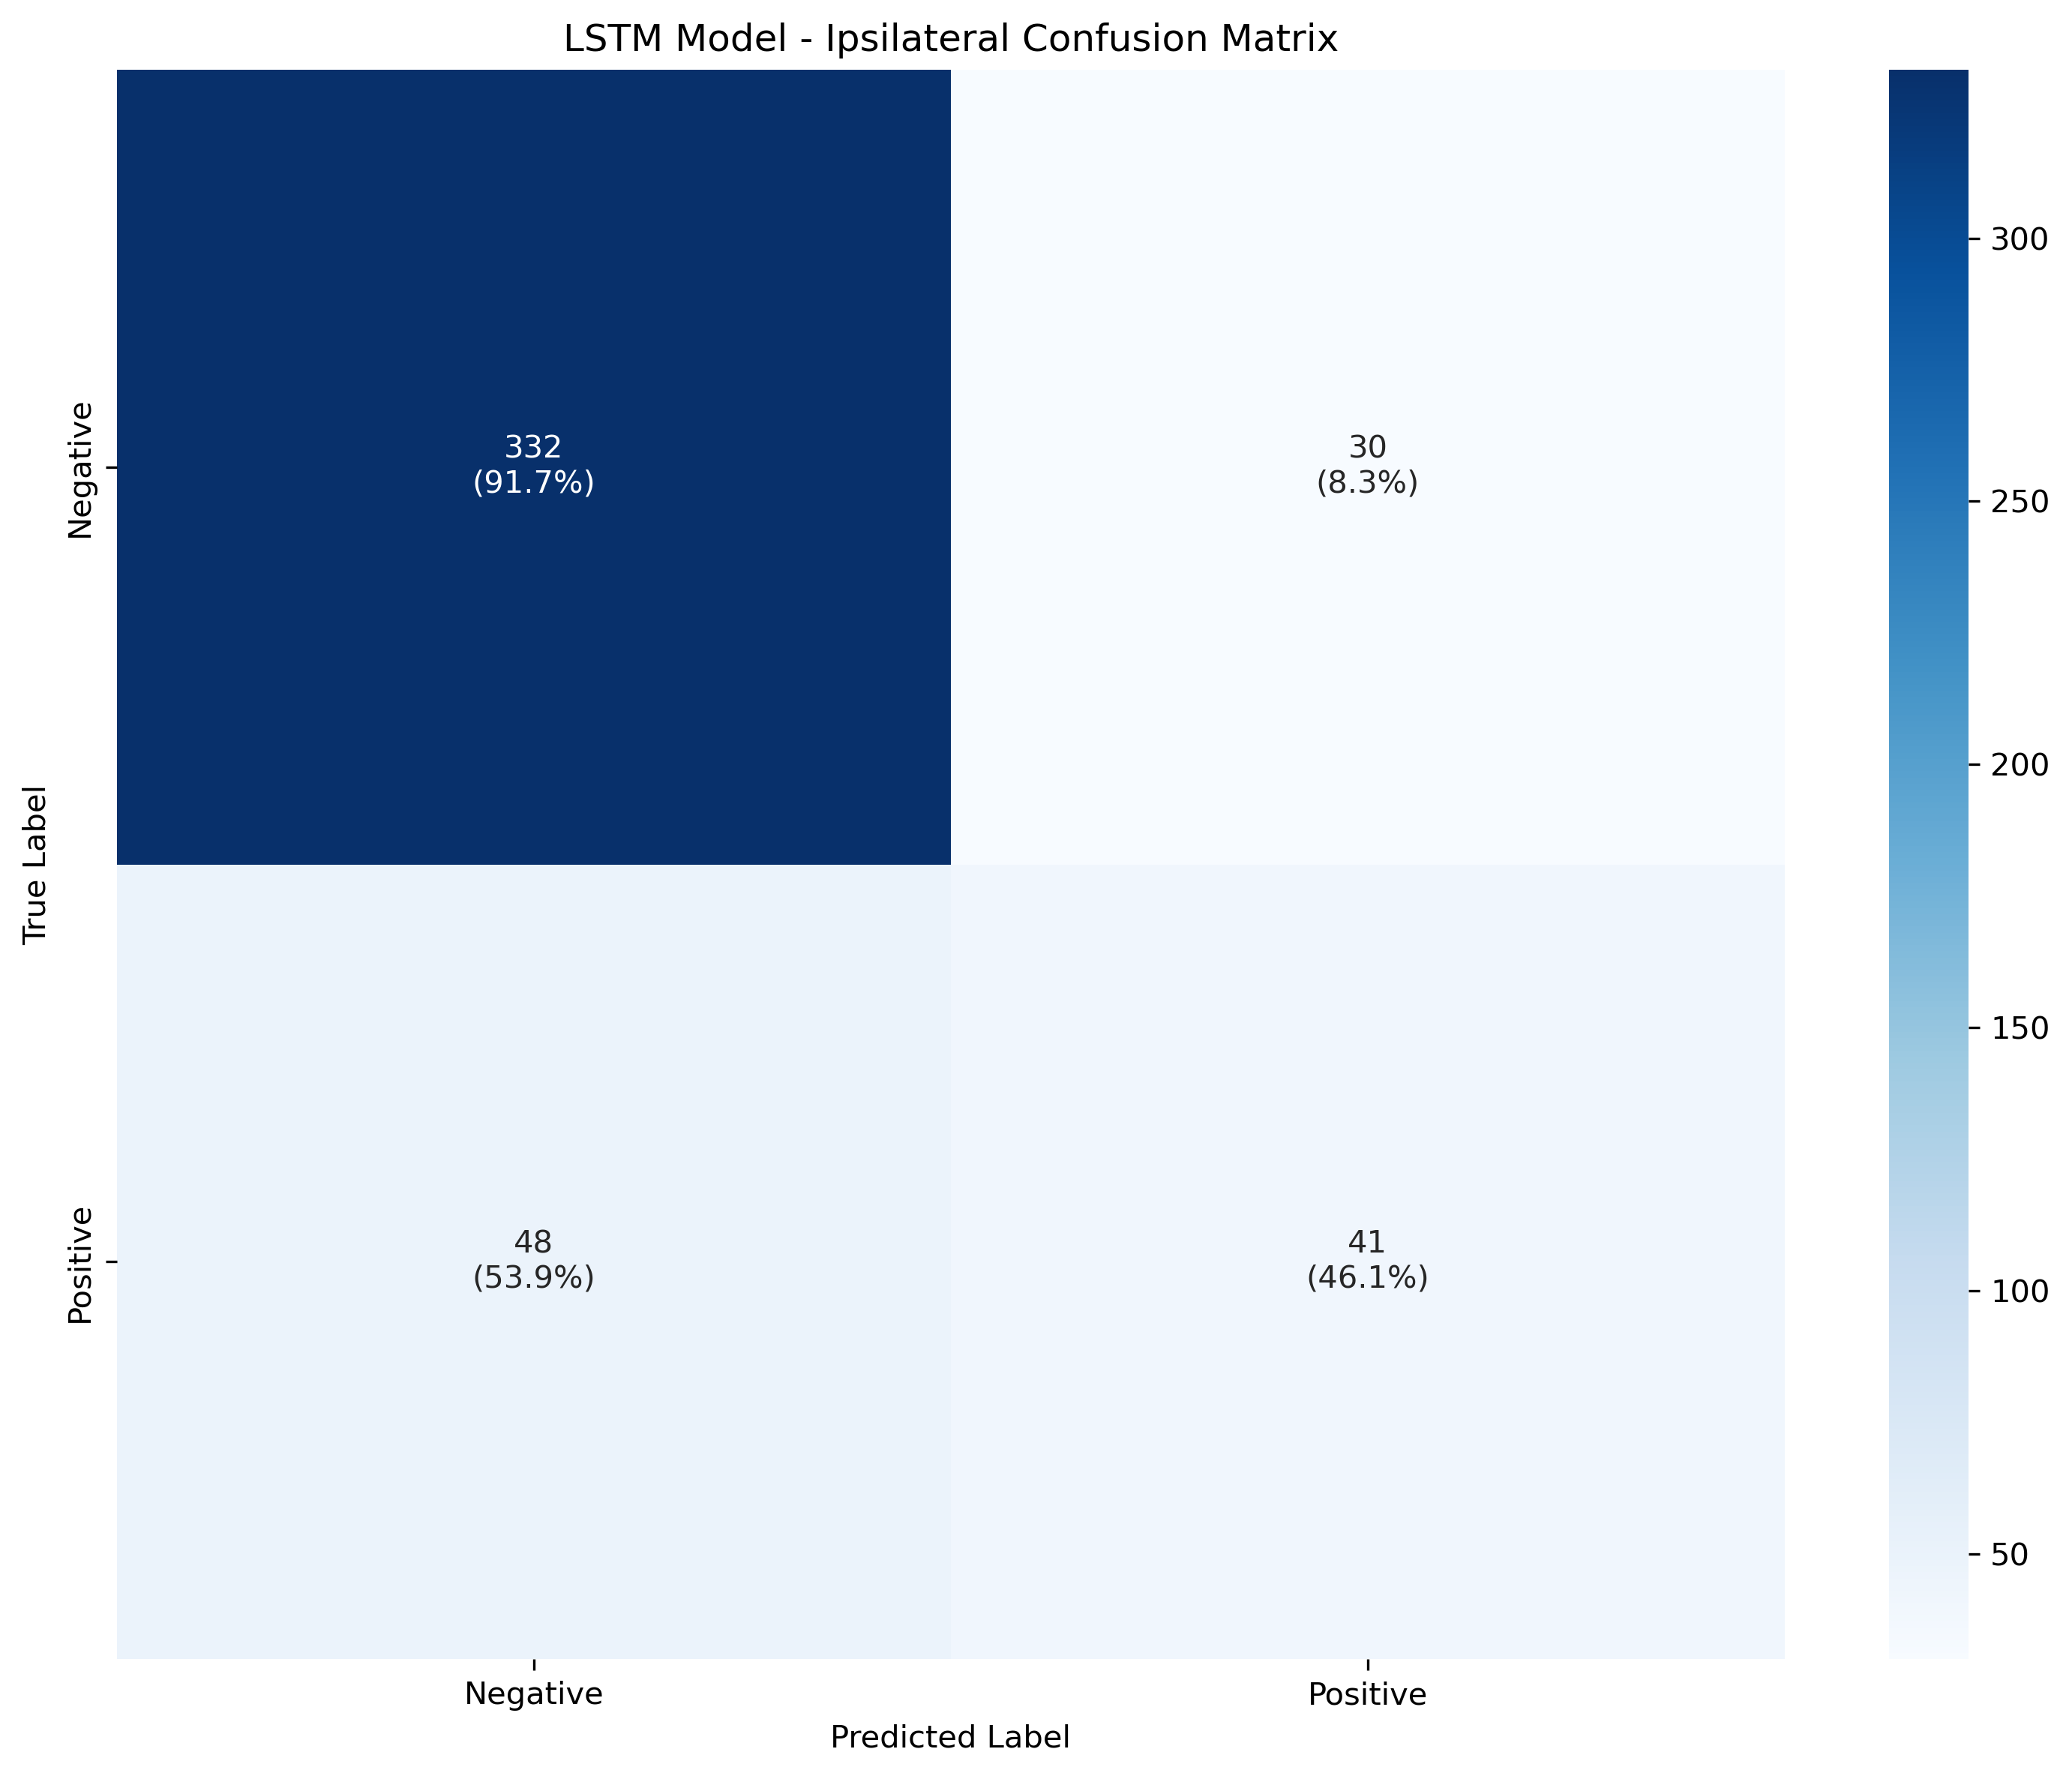 LSTM Model - Ipsilateral Confusion Matrix
True Label
Negative
332
(91.7%)
30
(8.3%)
Positive
48
(53.9%)
41
(46.1%)
Negative
Positive
Predicted Label
300
250
200
150
100
50